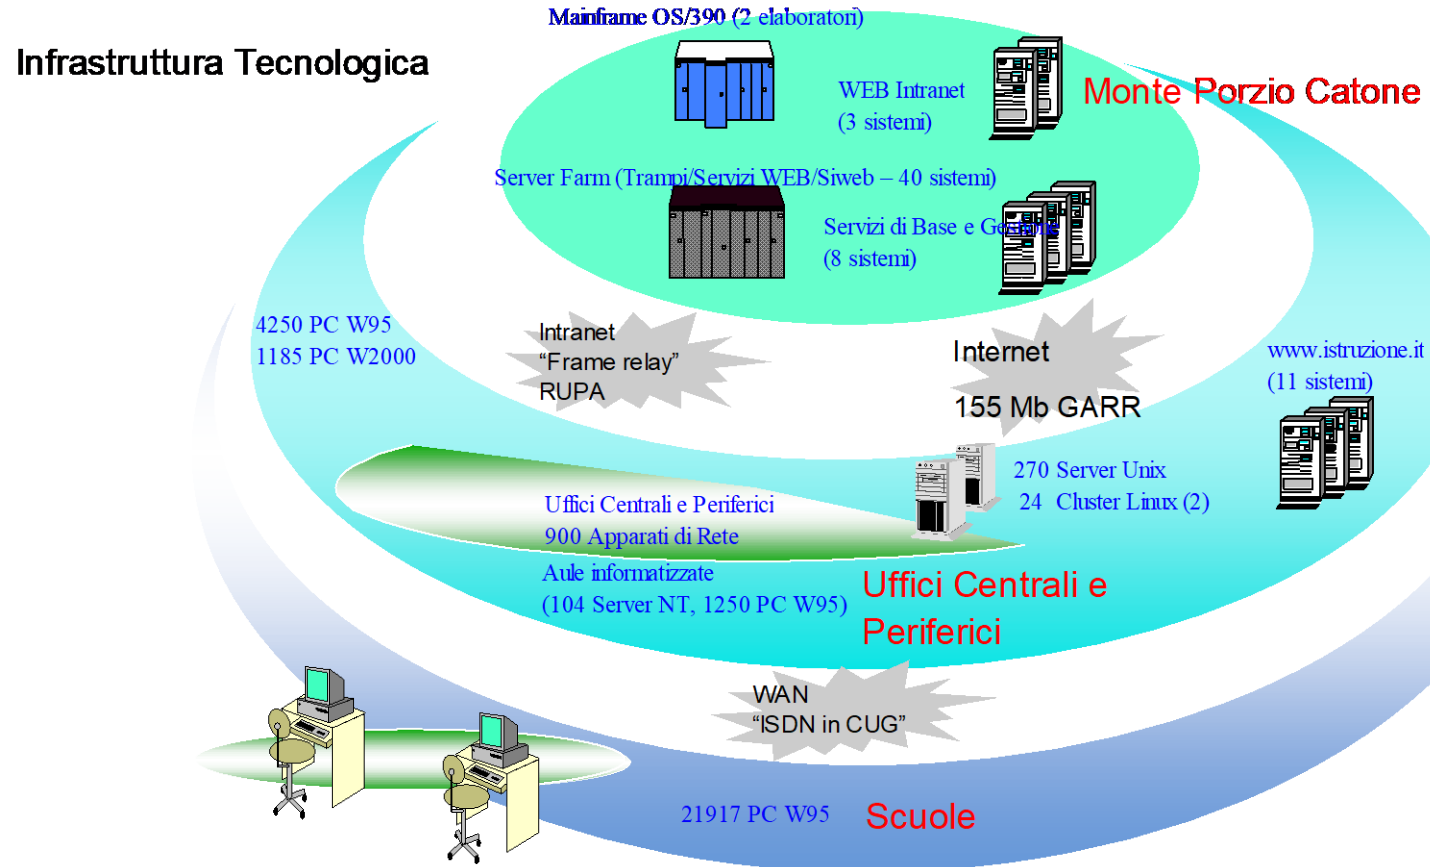 Mainframe OS/390 (2 elaboratori)
Infrastruttura Tecnologica
WEB Intranet
(3 sistemi)
Monte Porzio Catone
Server Farm (Trampi/Servizi WEB/Siweb – 40 sistemi)
Servizi di Base e Gestione
(8 sistemi)
4250 PC W95
1185 PC W2000
Intranet
“Frame relay”
RUPA
Internet
155 Mb GARR
www.istruzione.it
(11 sistemi)
270 Server Unix
24 Cluster Linux (2)
Uffici Centrali e Periferici
900 Apparati di Rete
Aule informatizzate
(104 Server NT, 1250 PC W95)
Uffici Centrali e
Periferici
WAN
“ISDN in CUG”
21917 PC W95
Scuole